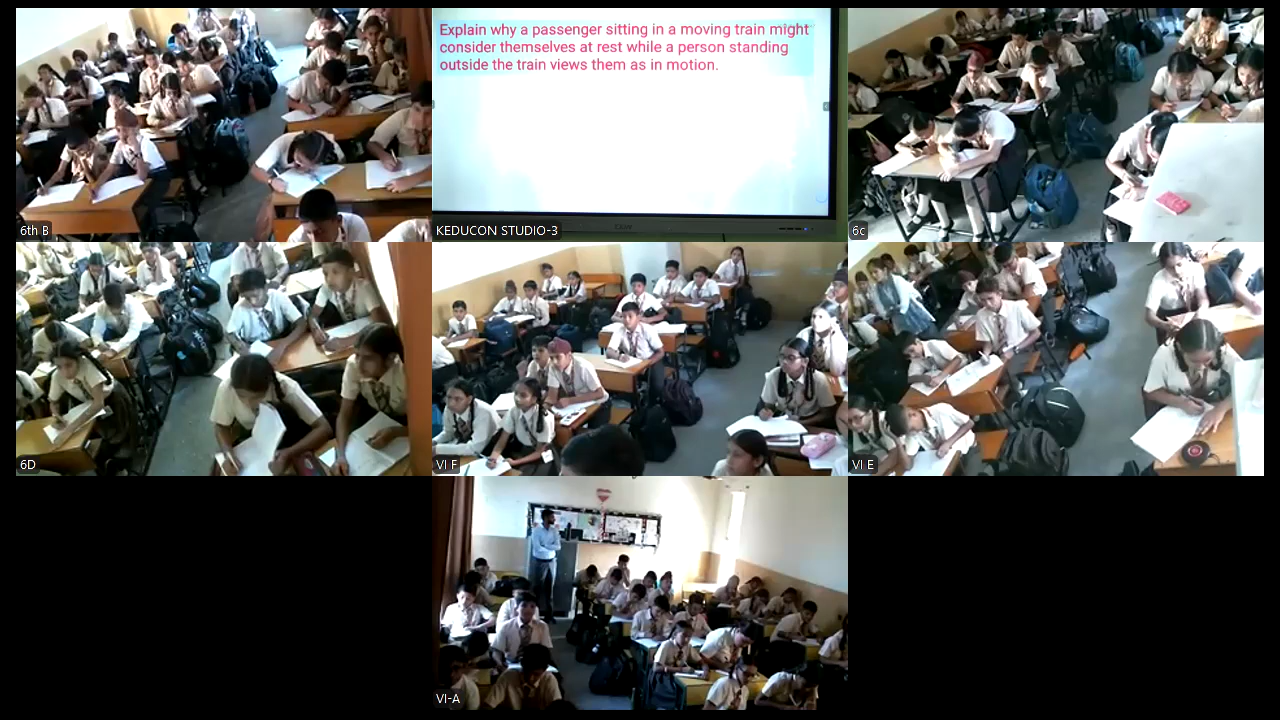 6th B
Explain why a passenger sitting in a moving train might
consider themselves at rest while a person standing
outside the train views them as in motion.
KEDUCON STUDIO-3
6c
6D
VI F
VI E
VI-A